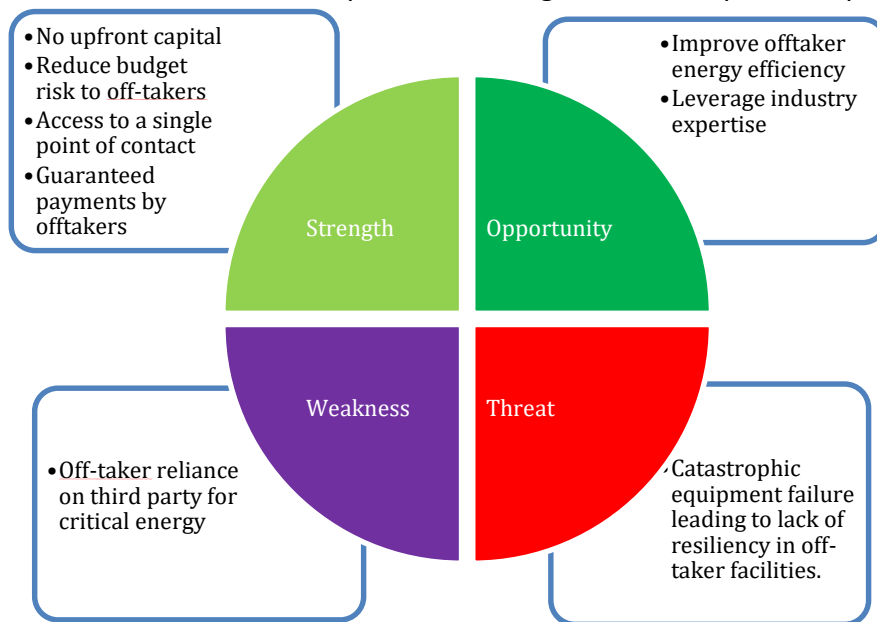 •No upfront capital
•Reduce budget
risk to off-takers
•Access to a single
point of contact
•Guaranteed
payments by
offtakers
•Improve offtaker
energy efficiency
•Leverage industry
expertise
Strength
Opportunity
Weakness
Threat
•Off-taker reliance
on third party for
critical energy
•Catastrophic
equipment failure
leading to lack of
resiliency in off-
taker facilities.